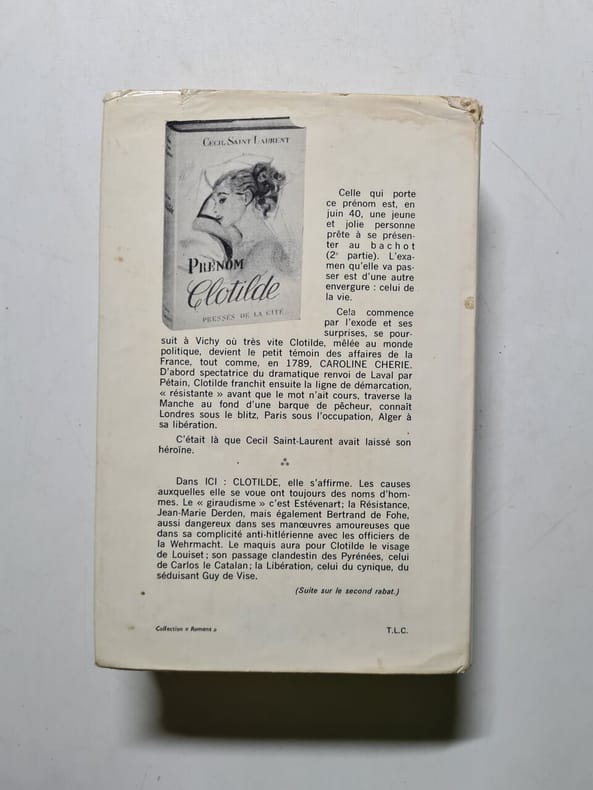 CECIL SAINT LAURENT
PRÉNOM
Clotilde
PRESSES DE LA CITÉ
Celle qui porte
ce prénom est, en
juin 40, une jeune
et jolie personne
prête à se présen-
ter au bachot
(2e partie). L'exa-
men qu'elle va pas-
ser est d'une autre
envergure : celui de
la vie.
Cela commence
par l'exode et ses
surprises, se pour-
suit à Vichy où très vite Clotilde, mêlée au monde
politique, devient le petit témoin des affaires de la
France, tout comme, en 1789, CAROLINE CHERIE.
D'abord spectatrice du dramatique renvoi de Laval par
Pétain, Clotilde franchit ensuite la ligne de démarcation,
« résistante » avant que le mot n'ait cours, traverse la
Manche au fond d'une barque de pêcheur, connaît
Londres sous le blitz, Paris sous l'occupation, Alger à
sa libération.
C'était là que Cecil Saint-Laurent avait laissé son
héroïne.
Dans ICI : CLOTILDE, elle s'affirme. Les causes
auxquelles elle se voue ont toujours des noms d'hom-
mes. Le « giraudisme » c'est Estévenart; la Résistance,
Jean-Marie Derden, mais également Bertrand de Fohe,
aussi dangereux dans ses manœuvres amoureuses que
dans sa complicité anti-hitlérienne avec les officiers de
la Wehrmacht. Le maquis aura pour Clotilde le visage
de Louiset; son passage clandestin des Pyrénées, celui
de Carlos le Catalan; la Libération, celui du cynique, du
séduisant Guy de Vise.
(Suite sur le second rabat.)
Collection « Romans »
T.L.C.